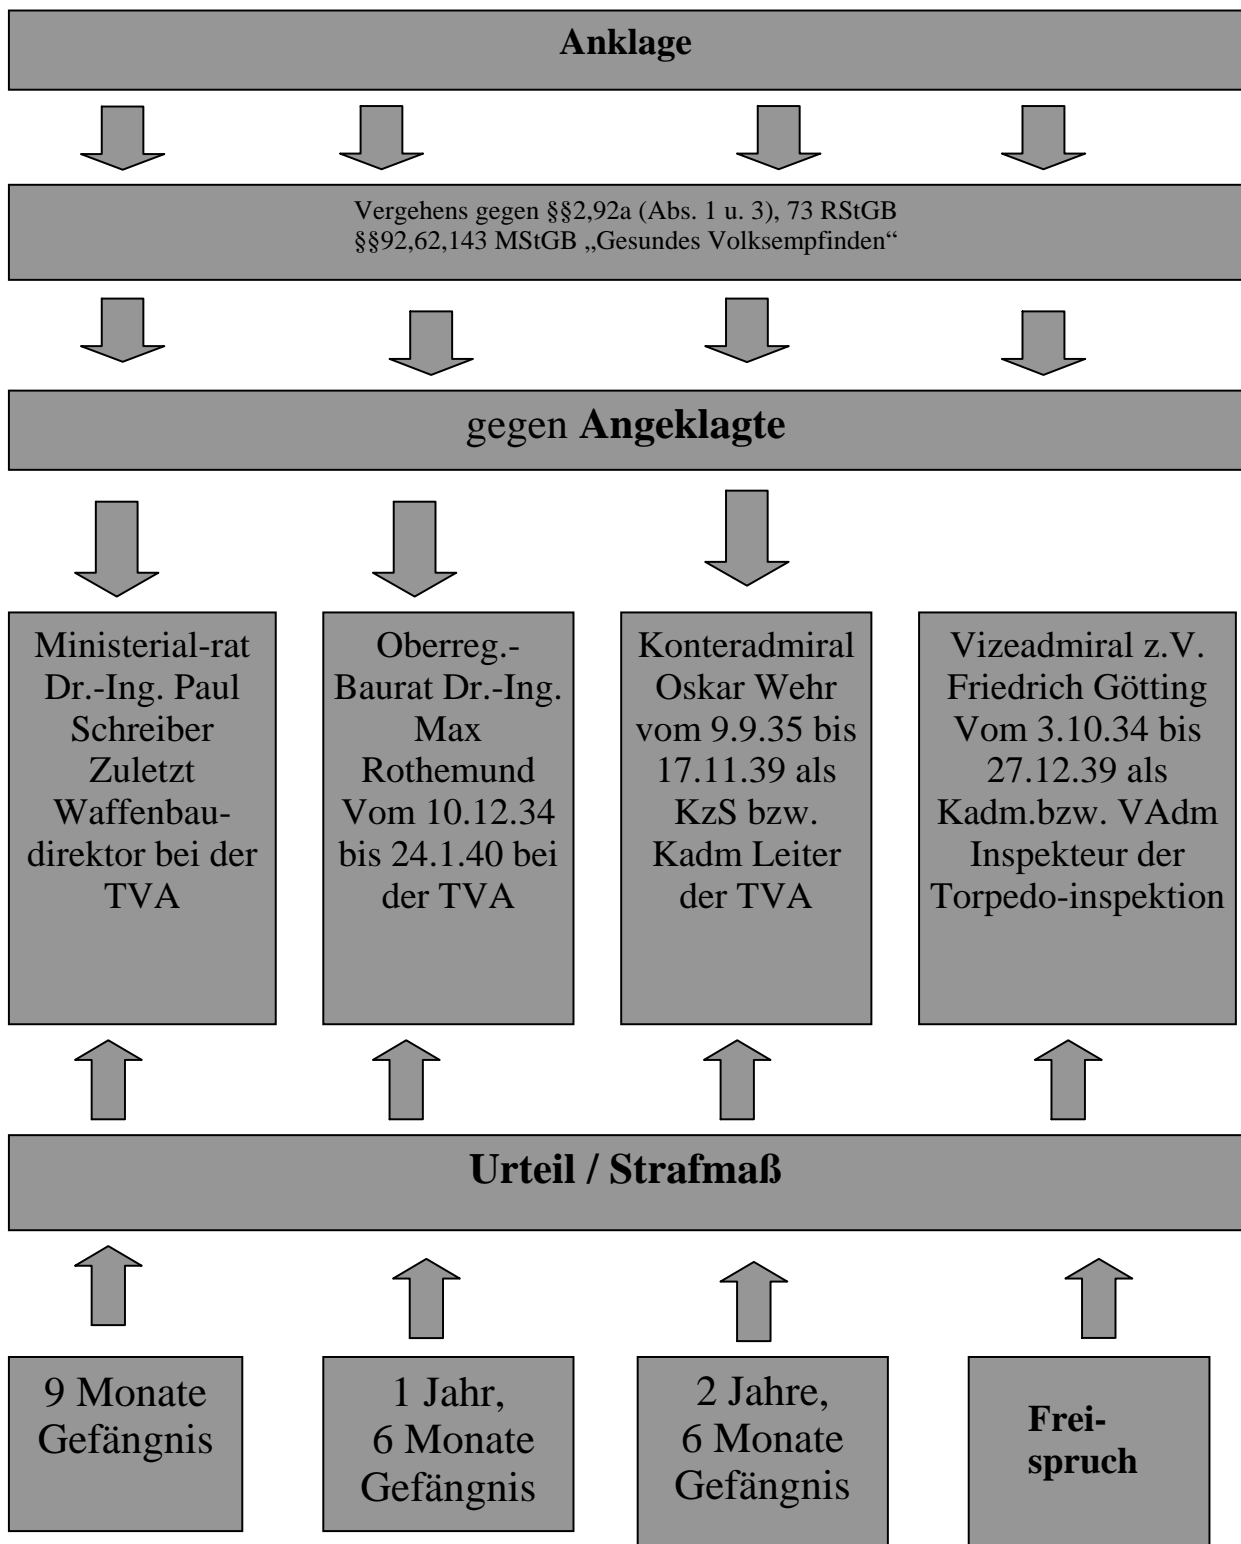 Anklage
Vergehens gegen §§2,92a (Abs. 1 u. 3), 73 RStGB
§§92,62,143 MStGB „Gesundes Volksempfinden“
gegen Angeklagte
Ministerial-rat
Dr.-Ing. Paul
Schreiber
Zuletzt
Waffenbau-
direktor bei der
TVA
Oberreg.-
Baurat Dr.-Ing.
Max
Rothemund
Vom 10.12.34
bis 24.1.40 bei
der TVA
Konteradmiral
Oskar Wehr
vom 9.9.35 bis
17.11.39 als
KzS bzw.
Kadm Leiter
der TVA
Vizeadmiral z.V.
Friedrich Götting
Vom 3.10.34 bis
27.12.39 als
Kadm.bzw. VAdm
Inspekteur der
Torpedo-inspektion
Urteil / Strafmaß
9 Monate
Gefängnis
1 Jahr,
6 Monate
Gefängnis
2 Jahre,
6 Monate
Gefängnis
Frei-
spruch